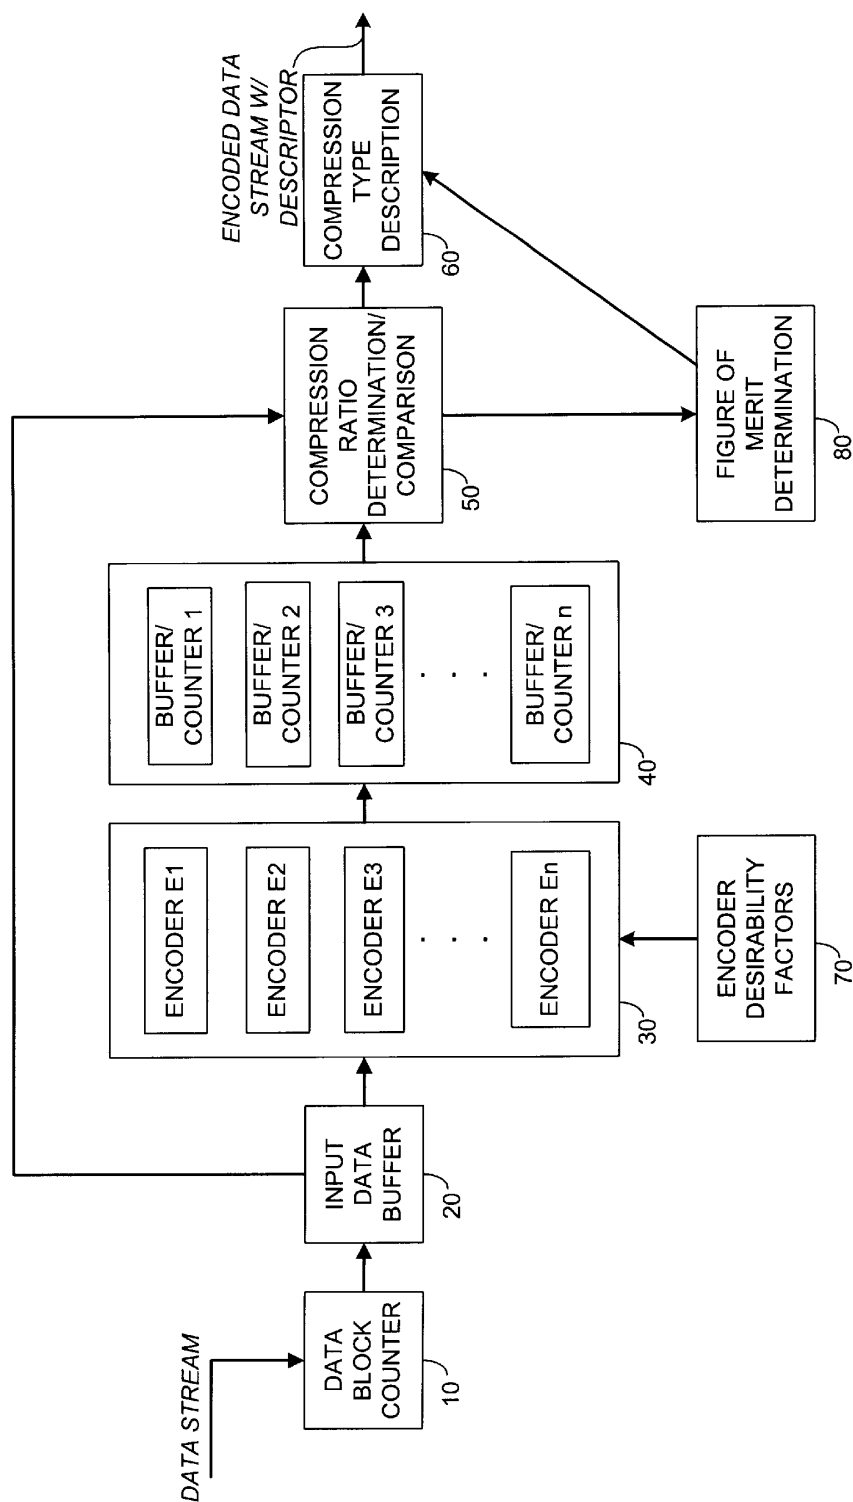 DATA STREAM
DATA
BLOCK
COUNTER
10
INPUT
DATA
BUFFER
20
ENCODER E1
ENCODER E2
ENCODER E3
. . .
ENCODER En
30
BUFFER/
COUNTER 1
BUFFER/
COUNTER 2
BUFFER/
COUNTER 3
. . .
BUFFER/
COUNTER n
40
COMPRESSION
RATIO
DETERMINATION/
COMPARISON
50
ENCODED DATA
STREAM W/
DESCRIPTOR
COMPRESSION
TYPE
DESCRIPTION
60
ENCODER
DESIRABILITY
FACTORS
70
FIGURE OF
MERIT
DETERMINATION
80